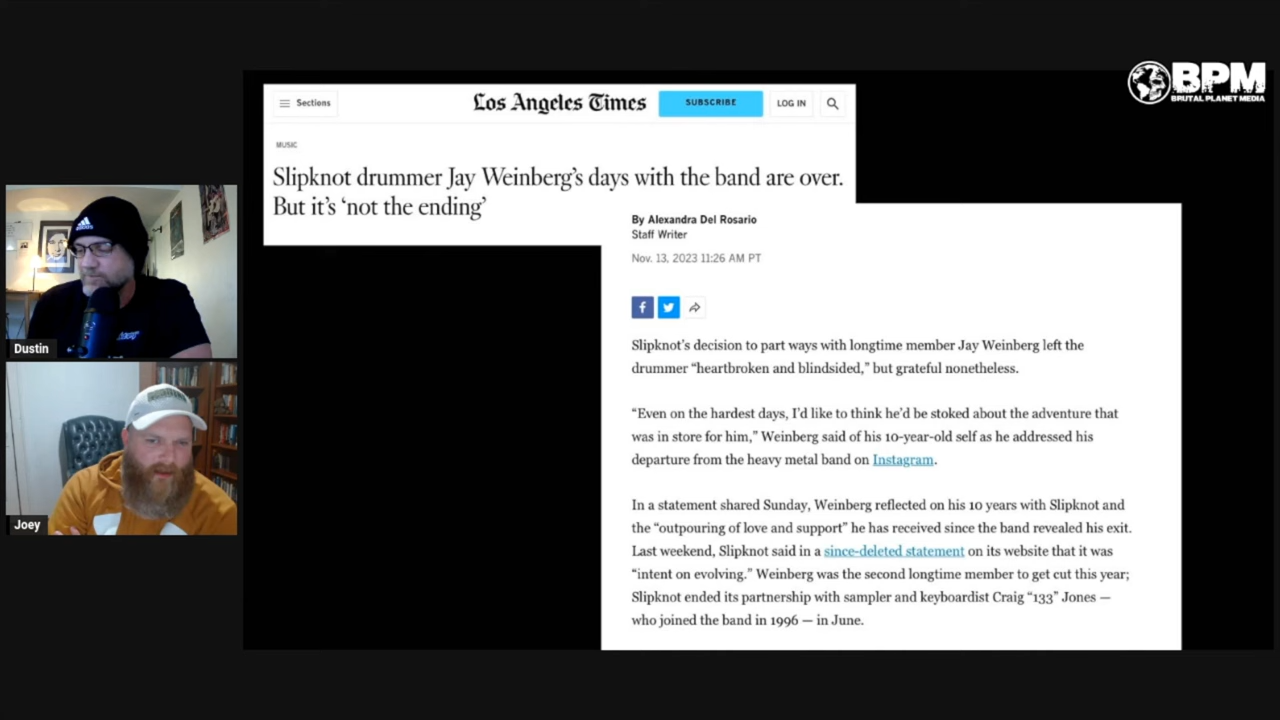 BPM
BRUTAL PLANET MEDIA
Sections
Los Angeles Times
SUBSCRIBE
LOG IN
MUSIC
Slipknot drummer Jay Weinberg’s days with the band are over.
But it’s ‘not the ending’
By Alexandra Del Rosario
Staff Writer
Nov. 13, 2023 11:26 AM PT
Slipknot’s decision to part ways with longtime member Jay Weinberg left the
drummer “heartbroken and blindsided,” but grateful nonetheless.
“Even on the hardest days, I’d like to think he’d be stoked about the adventure that
was in store for him,” Weinberg said of his 10-year-old self as he addressed his
departure from the heavy metal band on Instagram.
In a statement shared Sunday, Weinberg reflected on his 10 years with Slipknot and
the “outpouring of love and support” he has received since the band revealed his exit.
Last weekend, Slipknot said in a since-deleted statement on its website that it was
“intent on evolving.” Weinberg was the second longtime member to get cut this year;
Slipknot ended its partnership with sampler and keyboardist Craig “133” Jones —
who joined the band in 1996 — in June.
adidas
Dustin
Joey